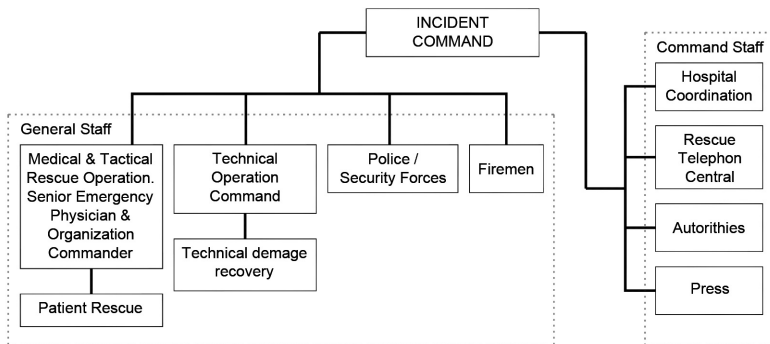 INCIDENT
COMMAND
General Staff
Medical & Tactical
Rescue Operation.
Senior Emergency
Physician &
Organization
Commander
Patient Rescue
Technical
Operation
Command
Technical demage
recovery
Police /
Security Forces
Firemen
Command Staff
Hospital
Coordination
Rescue
Telephon
Central
Autorithies
Press